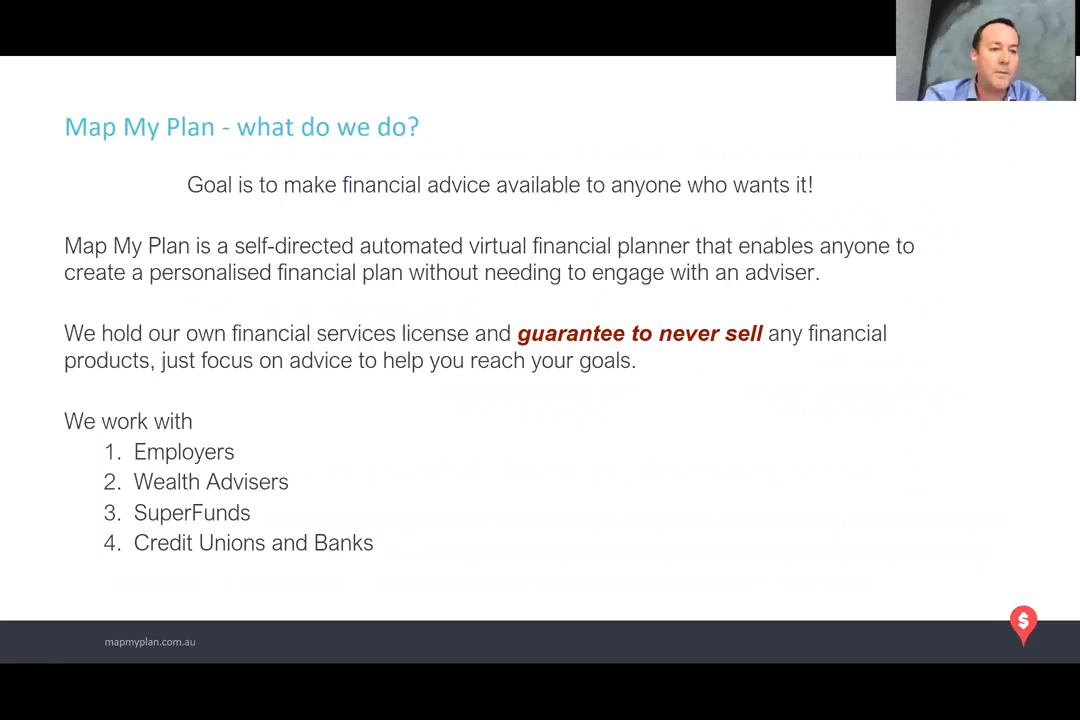 Map My Plan - what do we do?
Goal is to make financial advice available to anyone who wants it!
Map My Plan is a self-directed automated virtual financial planner that enables anyone to
create a personalised financial plan without needing to engage with an adviser.
We hold our own financial services license and guarantee to never sell any financial
products, just focus on advice to help you reach your goals.
We work with
1. Employers
2. Wealth Advisers
3. SuperFunds
4. Credit Unions and Banks
$
mapmyplan.com.au